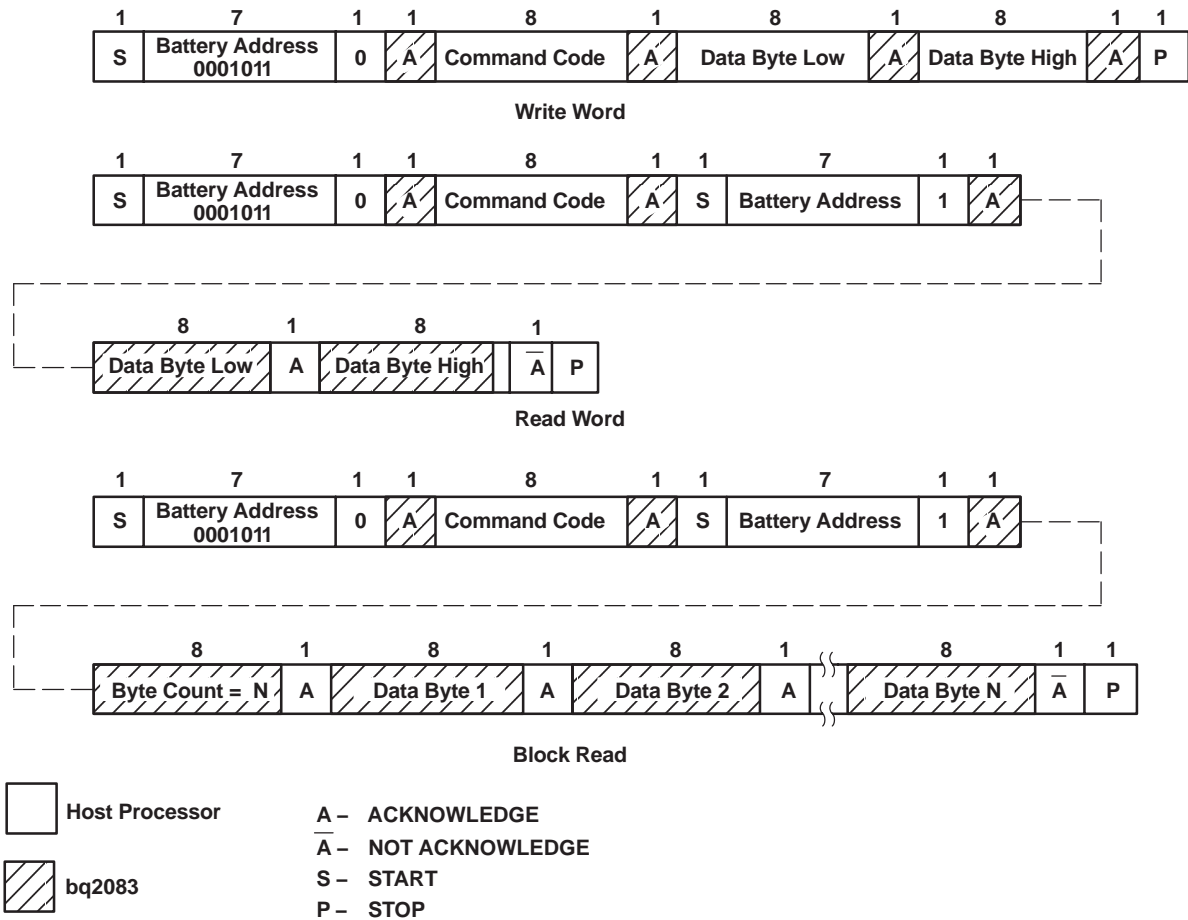 1 7 1 1 8 1 8 1 8 1 1
S Battery Address 0001011 0 A Command Code A Data Byte Low A Data Byte High A P
Write Word
1 7 1 1 8 1 1 7 1 1
S Battery Address 0001011 0 A Command Code A S Battery Address 1 A
8 1 8 1
Data Byte Low A Data Byte High A̅ P
Read Word
1 7 1 1 8 1 1 7 1 1
S Battery Address 0001011 0 A Command Code A S Battery Address 1 A
8 1 8 1 8 1 8 1 1
Byte Count = N A Data Byte 1 A Data Byte 2 A Data Byte N A̅ P
Block Read
Host Processor
bq2083
A – ACKNOWLEDGE
A̅ – NOT ACKNOWLEDGE
S – START
P – STOP